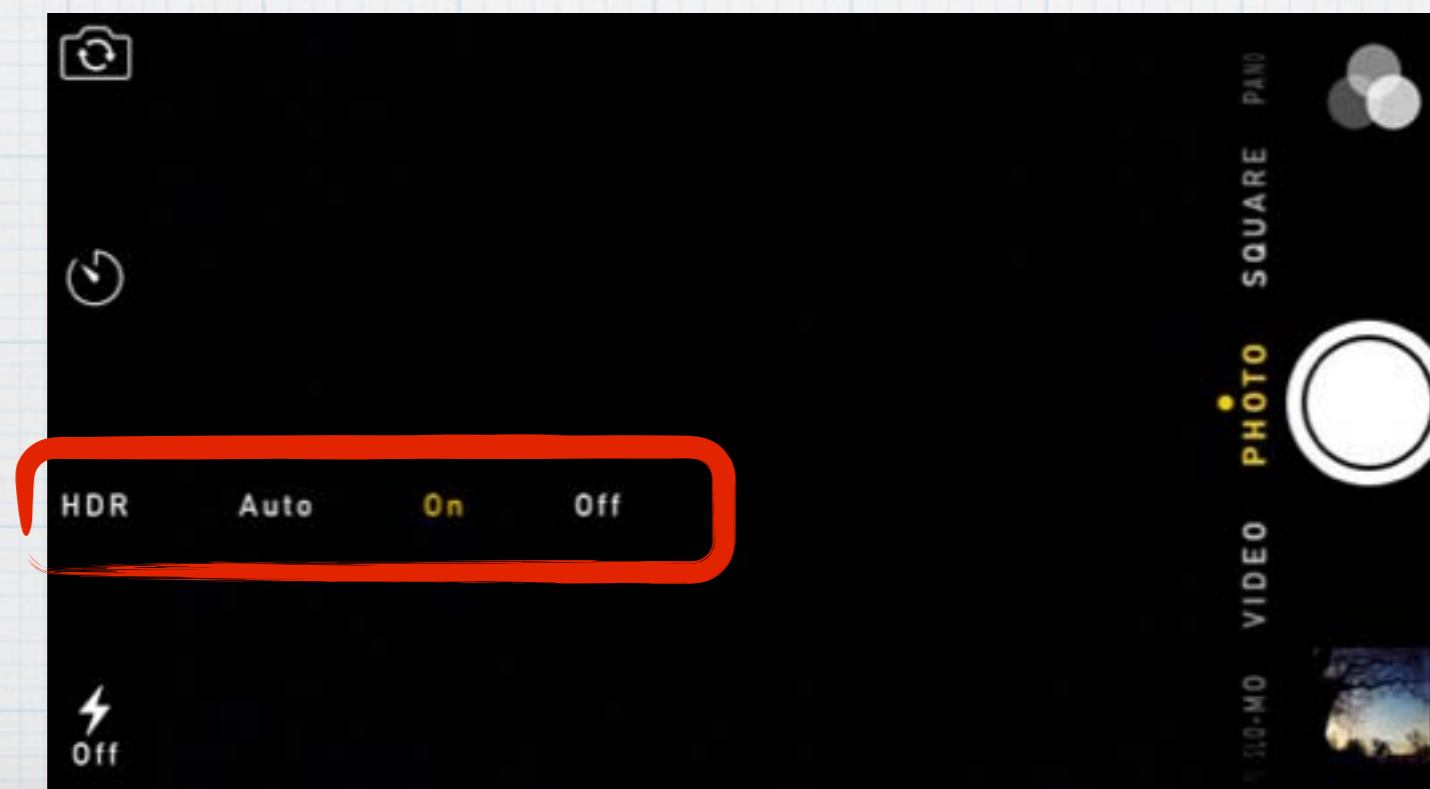 HDR Auto On Off
Off
PANO
SQUARE
PHOTO
VIDEO
SLO-MO